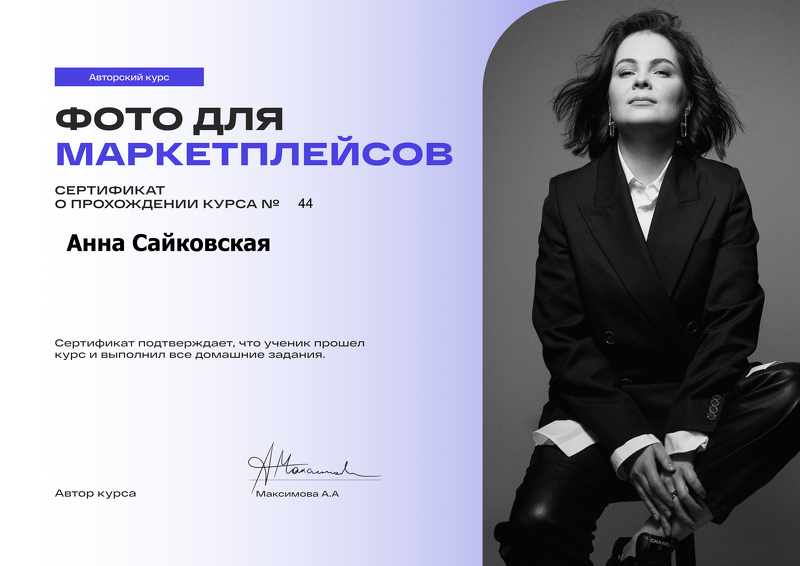 Авторский курс
ФОТО ДЛЯ
МАРКЕТПЛЕЙСОВ
СЕРТИФИКАТ
О ПРОХОЖДЕНИИ КУРСА № 44
Анна Сайковская
Сертификат подтверждает, что ученик прошел
курс и выполнил все домашние задания.
Автор курса
Максимова А.А
CHANEL